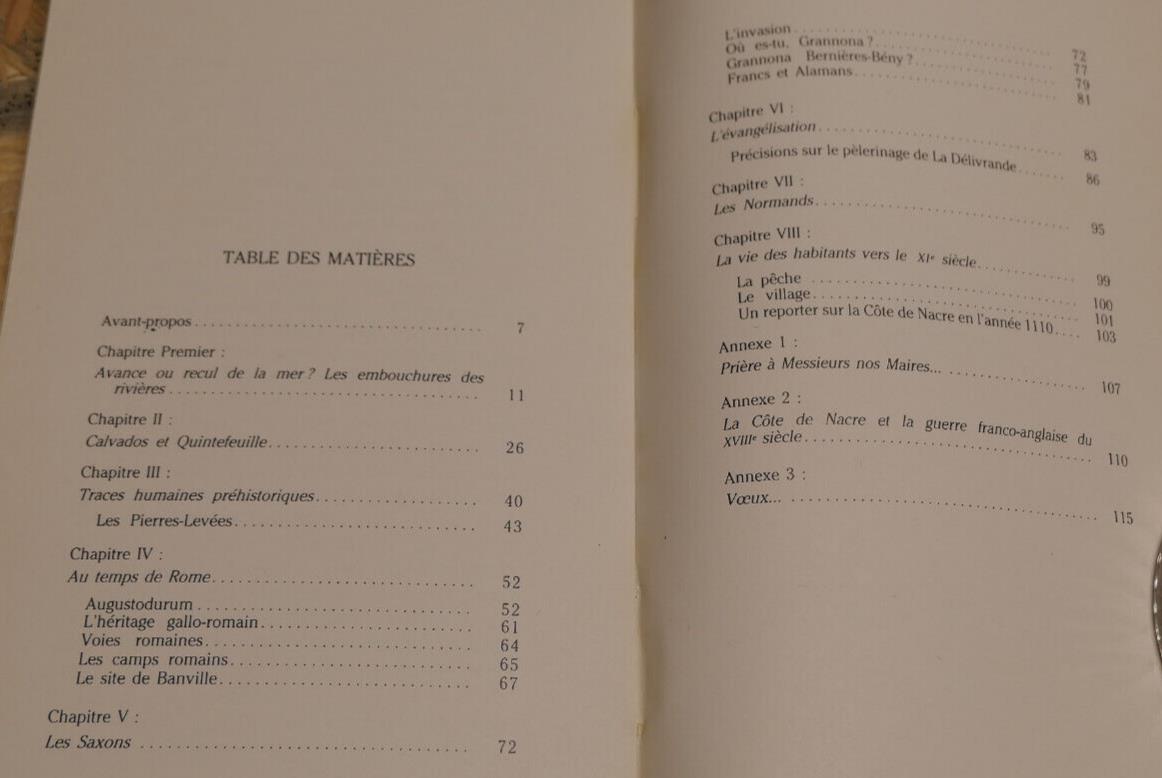 TABLE DES MATIÈRES
Avant-propos . . . . . . . . . . . . . . . . . . . . . . . . . . . . . . 7
Chapitre Premier :
Avance ou recul de la mer ? Les embouchures des
rivières . . . . . . . . . . . . . . . . . . . . . . . . . . . . . . . . 11
Chapitre II :
Calvados et Quintefeuille . . . . . . . . . . . . . . . . . . . . . . 26
Chapitre III :
Traces humaines préhistoriques . . . . . . . . . . . . . . . . . 40
Les Pierres-Levées . . . . . . . . . . . . . . . . . . . . . . . . . 43
Chapitre IV :
Au temps de Rome . . . . . . . . . . . . . . . . . . . . . . . . . . 52
Augustodurum . . . . . . . . . . . . . . . . . . . . . . . . . . . . 52
L'héritage gallo-romain . . . . . . . . . . . . . . . . . . . . . . 61
Voies romaines . . . . . . . . . . . . . . . . . . . . . . . . . . . 64
Les camps romains . . . . . . . . . . . . . . . . . . . . . . . . . 65
Le site de Banville . . . . . . . . . . . . . . . . . . . . . . . . . 67
Chapitre V :
Les Saxons . . . . . . . . . . . . . . . . . . . . . . . . . . . . . . 72
L'invasion . . . . . . . . . . . . . . . . . . . . . . . . . . . . . . 72
Où es-tu, Grannona ? . . . . . . . . . . . . . . . . . . . . . . . 77
Grannona Bernières-Bény ? . . . . . . . . . . . . . . . . . . . 79
Francs et Alamans . . . . . . . . . . . . . . . . . . . . . . . . . 81
Chapitre VI :
L'évangélisation . . . . . . . . . . . . . . . . . . . . . . . . . . . 83
Précisions sur le pèlerinage de La Délivrande . . . . . . 86
Chapitre VII :
Les Normands . . . . . . . . . . . . . . . . . . . . . . . . . . . . 95
Chapitre VIII :
La vie des habitants vers le XIe siècle . . . . . . . . . . . . 99
La pêche . . . . . . . . . . . . . . . . . . . . . . . . . . . . . . . 100
Le village . . . . . . . . . . . . . . . . . . . . . . . . . . . . . . 101
Un reporter sur la Côte de Nacre en l'année 1110 . . . . 103
Annexe 1 :
Prière à Messieurs nos Maires... . . . . . . . . . . . . . . . . 107
Annexe 2 :
La Côte de Nacre et la guerre franco-anglaise du
XVIIIe siècle . . . . . . . . . . . . . . . . . . . . . . . . . . . . . 110
Annexe 3 :
Vœux... . . . . . . . . . . . . . . . . . . . . . . . . . . . . . . . . 115